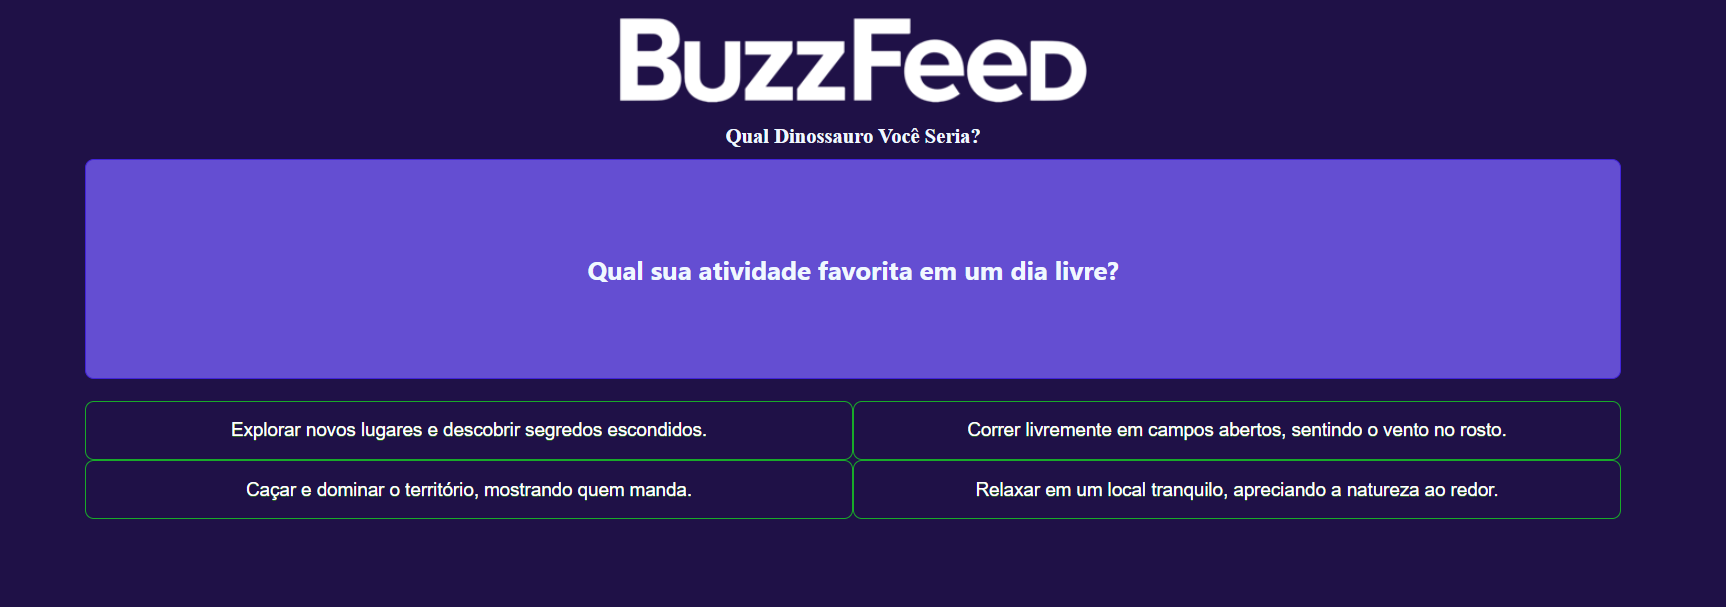 BuzzFeed
Qual Dinossauro Você Seria?
Qual sua atividade favorita em um dia livre?
Explorar novos lugares e descobrir segredos escondidos.
Correr livremente em campos abertos, sentindo o vento no rosto.
Caçar e dominar o território, mostrando quem manda.
Relaxar em um local tranquilo, apreciando a natureza ao redor.